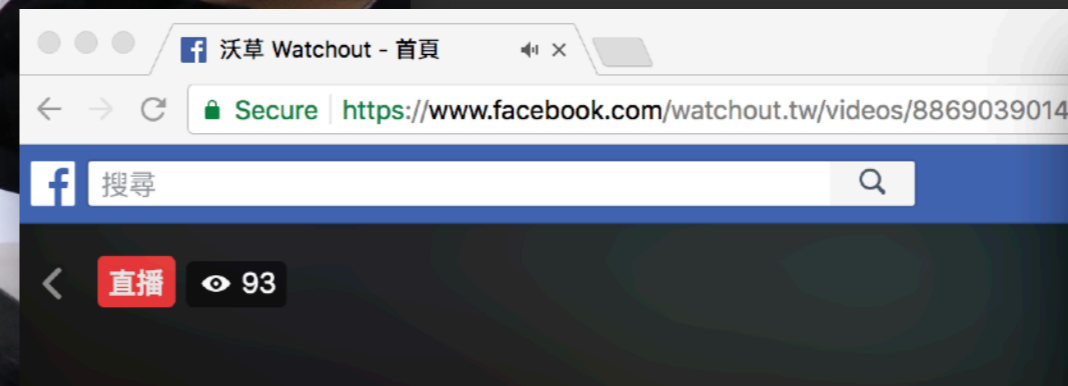 沃草 Watchout - 首頁
Secure https://www.facebook.com/watchout.tw/videos/8869039014
搜尋
直播 93